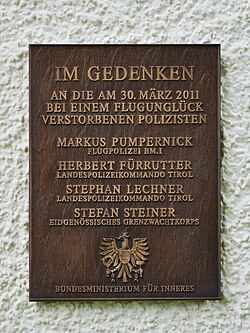 IM GEDENKEN
AN DIE AM 30. MÄRZ 2011
BEI EINEM FLUGUNGLÜCK
VERSTORBENEN POLIZISTEN
MARKUS PUMPERNICK
FLUGPOLIZEI BM.I
HERBERT FÜRRUTTER
LANDESPOLIZEIKOMMANDO TIROL
STEPHAN LECHNER
LANDESPOLIZEIKOMMANDO TIROL
STEFAN STEINER
EIDGENÖSSISCHES GRENZWACHTKORPS
BUNDESMINISTERIUM FÜR INNERES